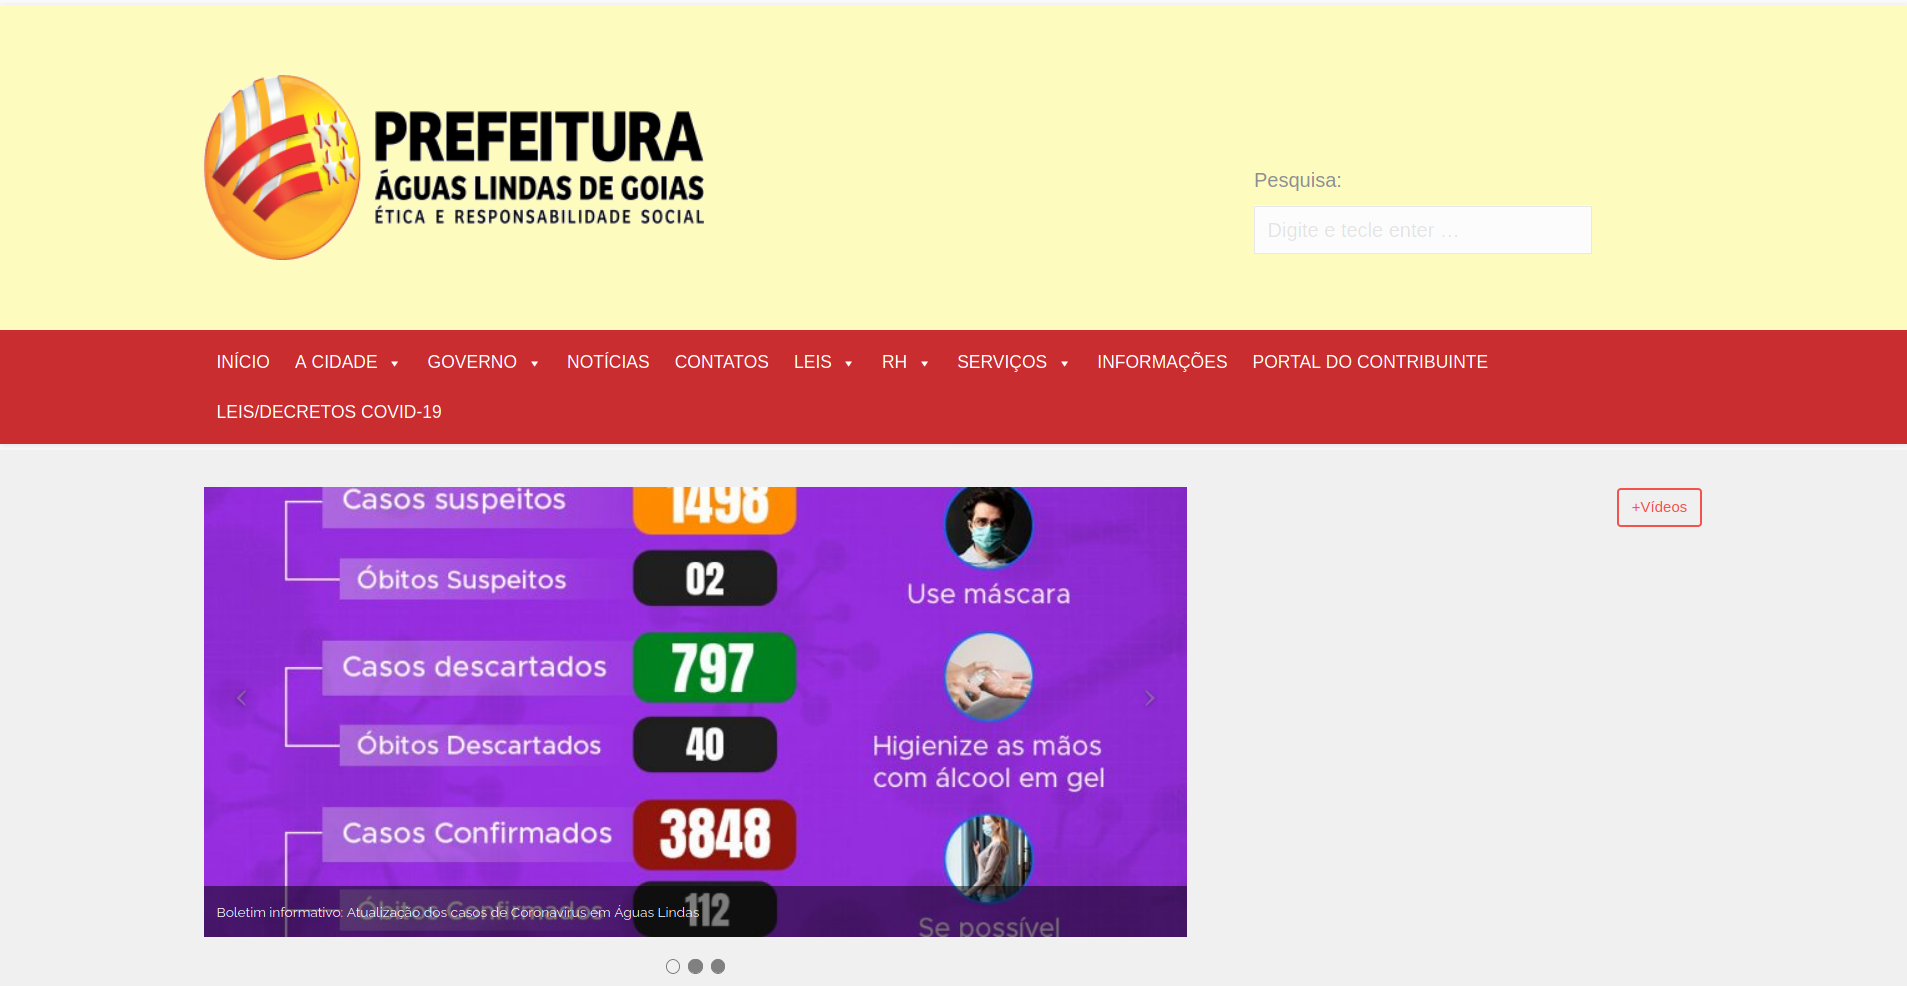 PREFEITURA
ÁGUAS LINDAS DE GOIAS
ÉTICA E RESPONSABILIDADE SOCIAL
Pesquisa:
Digite e tecle enter …
INÍCIO A CIDADE GOVERNO NOTÍCIAS CONTATOS LEIS RH SERVIÇOS INFORMAÇÕES PORTAL DO CONTRIBUINTE
LEIS/DECRETOS COVID-19
+Vídeos
Casos suspeitos 1498
Óbitos Suspeitos 02
Casos descartados 797
Óbitos Descartados 40
Casos Confirmados 3848
Óbitos Confirmados 112
Use máscara
Higienize as mãos
com álcool em gel
Se possível
Boletim informativo: Atualização dos casos de Coronavírus em Águas Lindas